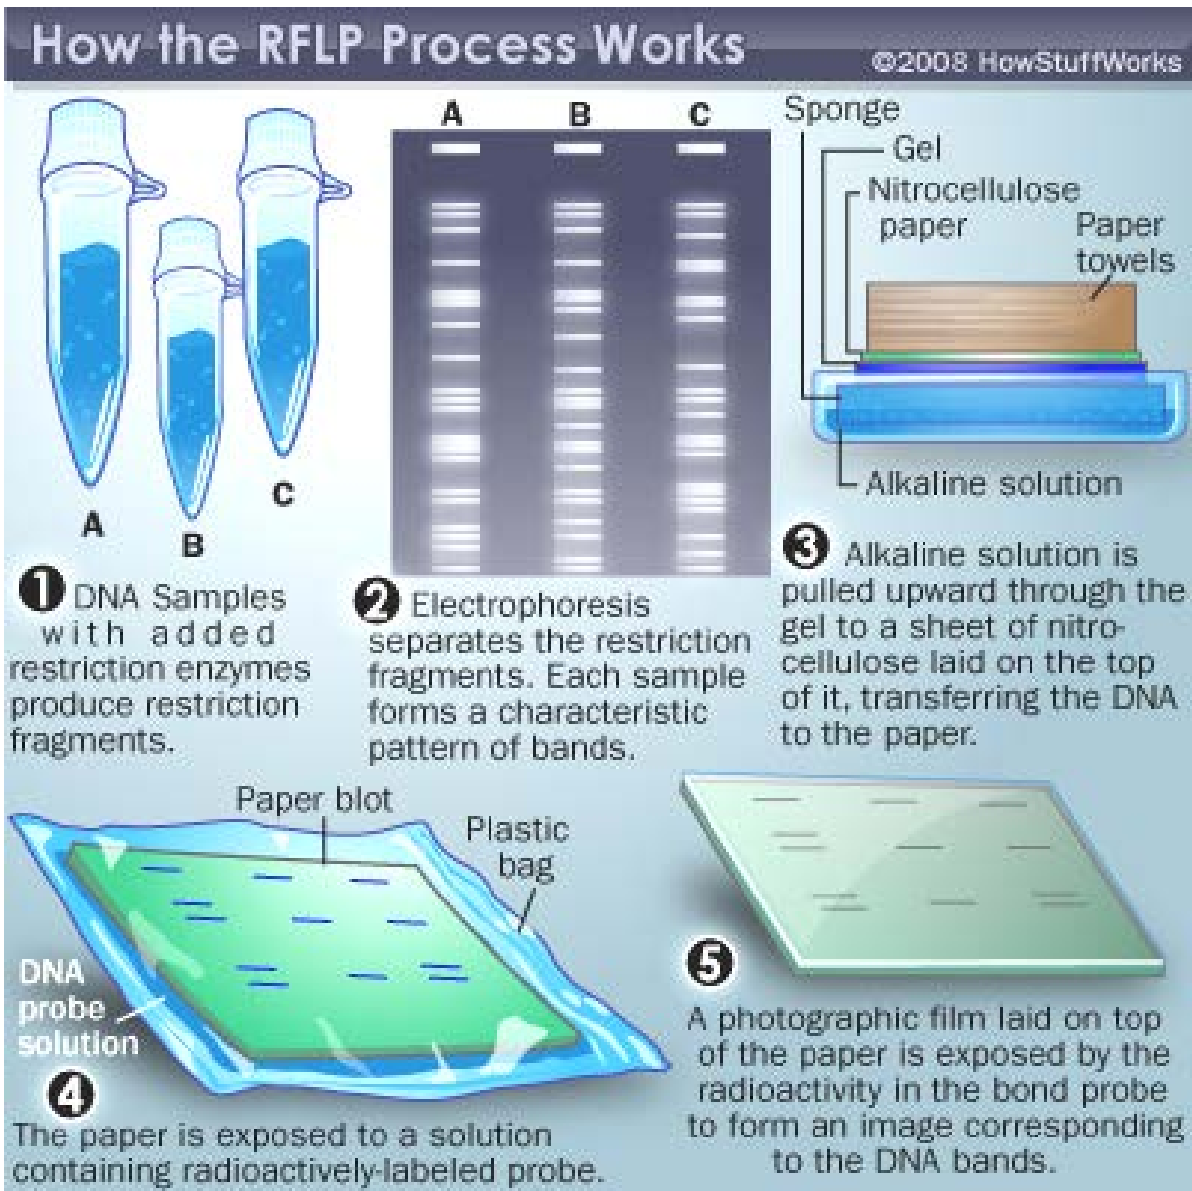 How the RFLP Process Works
©2008 HowStuffWorks
A
B
C
A
B
C
Sponge
Gel
Nitrocellulose
paper
Paper
towels
Alkaline solution
1 DNA Samples
with added
restriction enzymes
produce restriction
fragments.
2 Electrophoresis
separates the restriction
fragments. Each sample
forms a characteristic
pattern of bands.
3 Alkaline solution is
pulled upward through the
gel to a sheet of nitro-
cellulose laid on the top
of it, transferring the DNA
to the paper.
Paper blot
Plastic
bag
DNA
probe
solution
4
The paper is exposed to a solution
containing radioactively-labeled probe.
5
A photographic film laid on top
of the paper is exposed by the
radioactivity in the bond probe
to form an image corresponding
to the DNA bands.